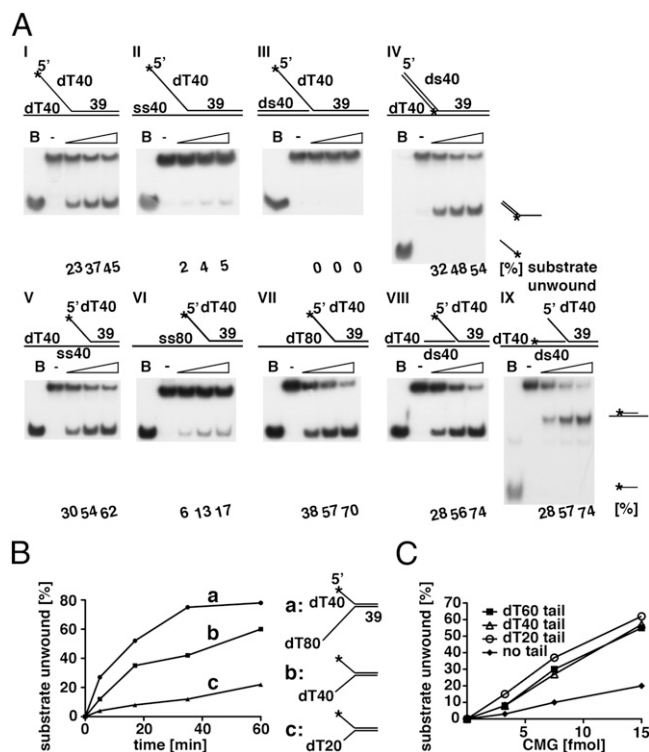 A
I II III IV
5' 5' 5' 5'
* dT40 * dT40 * dT40 ds40
dT40 39 ss40 39 ds40 39 dT40 * 39
B - B - B - B -
23 37 45 2 4 5 0 0 0 32 48 54 [%] substrate unwound
V VI VII VIII IX
* 5' dT40 * 5' dT40 * 5' dT40 * 5' dT40 5' dT40
dT40 39 ss80 39 dT80 39 dT40 39 dT40 * 39
ss40 ds40 ds40
B - B - B - B - B -
30 54 62 6 13 17 38 57 70 28 56 74 28 57 74 [%]
B
substrate unwound [%]
80
60
40
20
0
0 20 40 60
time [min]
a
b
c
5'
a: * dT40 39
dT80
b: *
dT40
c: *
dT20
C
substrate unwound [%]
70
60
50
40
30
20
10
0
5 10 15
CMG [fmol]
dT60 tail
dT40 tail
dT20 tail
no tail